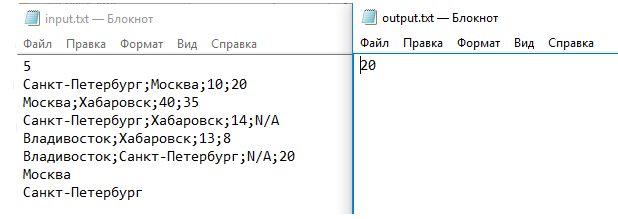 input.txt — Блокнот
Файл Правка Формат Вид Справка
5
Санкт-Петербург;Москва;10;20
Москва;Хабаровск;40;35
Санкт-Петербург;Хабаровск;14;N/A
Владивосток;Хабаровск;13;8
Владивосток;Санкт-Петербург;N/A;20
Москва
Санкт-Петербург
output.txt — Блокнот
Файл Правка Формат Вид Справка
20